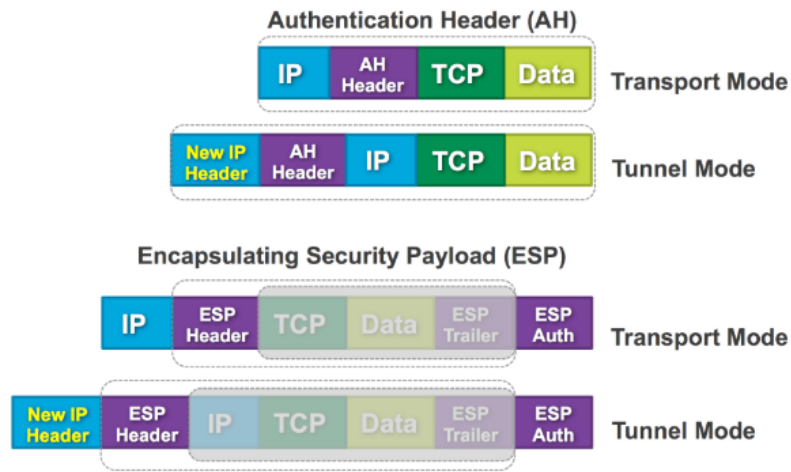 Authentication Header (AH)
IP
AH
Header
TCP
Data
Transport Mode
New IP
Header
AH
Header
IP
TCP
Data
Tunnel Mode
Encapsulating Security Payload (ESP)
IP
ESP
Header
TCP
Data
ESP
Trailer
ESP
Auth
Transport Mode
New IP
Header
ESP
Header
IP
TCP
Data
ESP
Trailer
ESP
Auth
Tunnel Mode